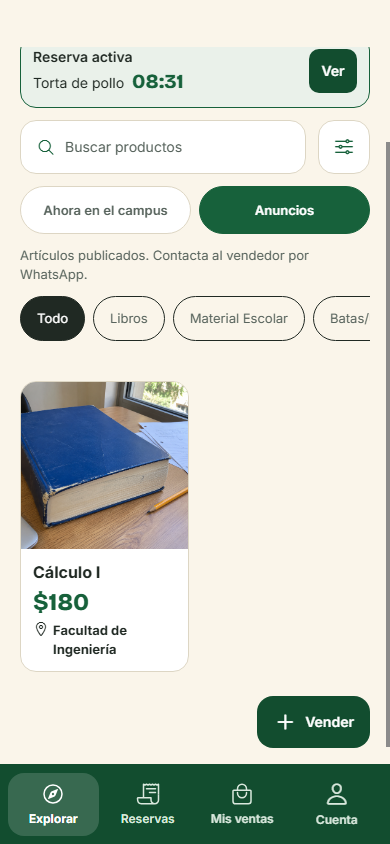 Reserva activa
Torta de pollo 08:31
Ver
Buscar productos
Ahora en el campus
Anuncios
Artículos publicados. Contacta al vendedor por
WhatsApp.
Todo
Libros
Material Escolar
Batas/
Cálculo I
$180
Facultad de
Ingeniería
Vender
Explorar
Reservas
Mis ventas
Cuenta